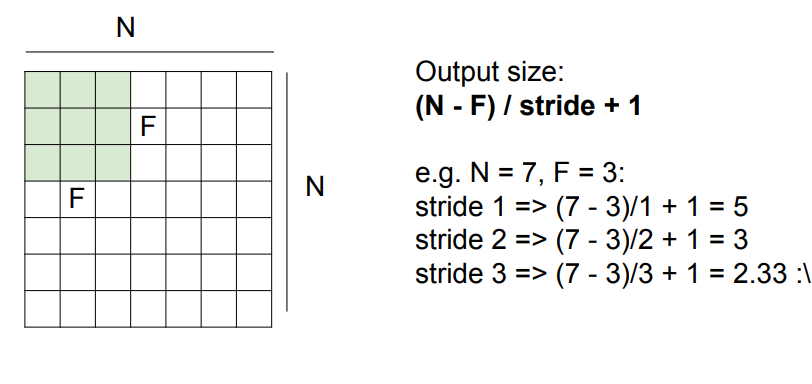 N
F
F
N
Output size:
(N - F) / stride + 1
e.g. N = 7, F = 3:
stride 1 => (7 - 3)/1 + 1 = 5
stride 2 => (7 - 3)/2 + 1 = 3
stride 3 => (7 - 3)/3 + 1 = 2.33 :\